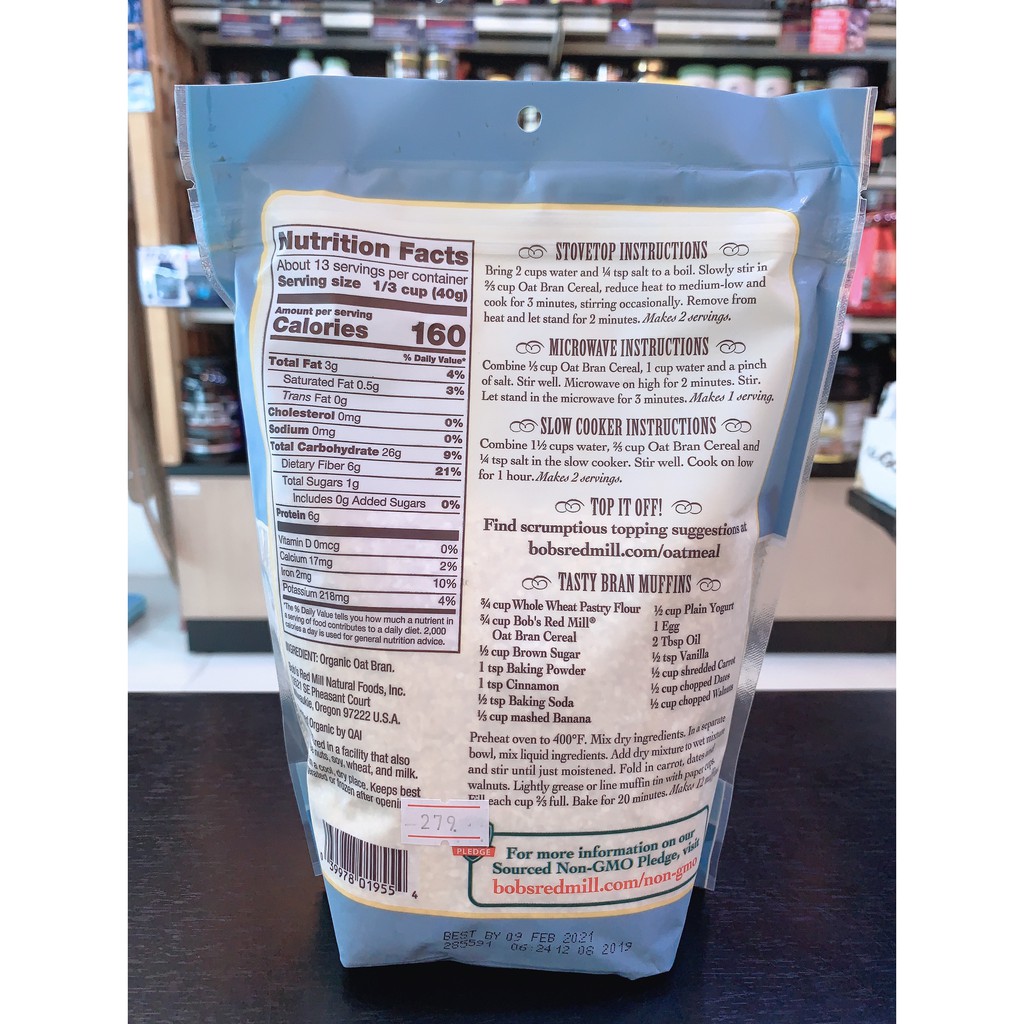 Nutrition Facts
About 13 servings per container
Serving size 1/3 cup (40g)
Amount per serving
Calories 160
% Daily Value*
Total Fat 3g 4%
Saturated Fat 0.5g 3%
Trans Fat 0g
Cholesterol 0mg 0%
Sodium 0mg 0%
Total Carbohydrate 26g 9%
Dietary Fiber 6g 21%
Total Sugars 1g
Includes 0g Added Sugars 0%
Protein 6g
Vitamin D 0mcg 0%
Calcium 17mg 2%
Iron 2mg 10%
Potassium 218mg 4%
*The % Daily Value tells you how much a nutrient in
a serving of food contributes to a daily diet. 2,000
calories a day is used for general nutrition advice.
INGREDIENT: Organic Oat Bran.
Bob's Red Mill Natural Foods, Inc.
SE Pheasant Court
Oregon 97222 U.S.A.
Organic by QAI
in a facility that also
nuts, soy, wheat, and milk.
cool, dry place. Keeps best
or frozen after
STOVETOP INSTRUCTIONS
Bring 2 cups water and ¼ tsp salt to a boil. Slowly stir in
⅔ cup Oat Bran Cereal, reduce heat to medium-low and
cook for 3 minutes, stirring occasionally. Remove from
heat and let stand for 2 minutes. Makes 2 servings.
MICROWAVE INSTRUCTIONS
Combine ⅓ cup Oat Bran Cereal, 1 cup water and a pinch
of salt. Stir well. Microwave on high for 2 minutes. Stir.
Let stand in the microwave for 3 minutes. Makes 1 serving.
SLOW COOKER INSTRUCTIONS
Combine 1½ cups water, ⅔ cup Oat Bran Cereal and
¼ tsp salt in the slow cooker. Stir well. Cook on low
for 1 hour. Makes 2 servings.
TOP IT OFF!
Find scrumptious topping suggestions at
bobsredmill.com/oatmeal
TASTY BRAN MUFFINS
¾ cup Whole Wheat Pastry Flour
¾ cup Bob's Red Mill®
Oat Bran Cereal
½ cup Brown Sugar
1 tsp Baking Powder
1 tsp Cinnamon
½ tsp Baking Soda
⅓ cup mashed Banana
½ cup Plain Yogurt
1 Egg
2 Tbsp Oil
½ tsp Vanilla
½ cup shredded Carrot
½ cup chopped Dates
½ cup chopped Walnuts
Preheat oven to 400°F. Mix dry ingredients. In a separate
bowl, mix liquid ingredients. Add dry mixture to wet mixture
and stir until just moistened. Fold in carrot, dates
walnuts. Lightly grease or line muffin tin with paper cups.
Fill each cup ⅔ full. Bake for 20 minutes. Makes 12
279.
PLEDGE
For more information on our
Sourced Non-GMO Pledge, visit
bobsredmill.com/non-gmo
39978 01955 4
BEST BY 09 FEB 2021
285591 06:24 12 08 2019